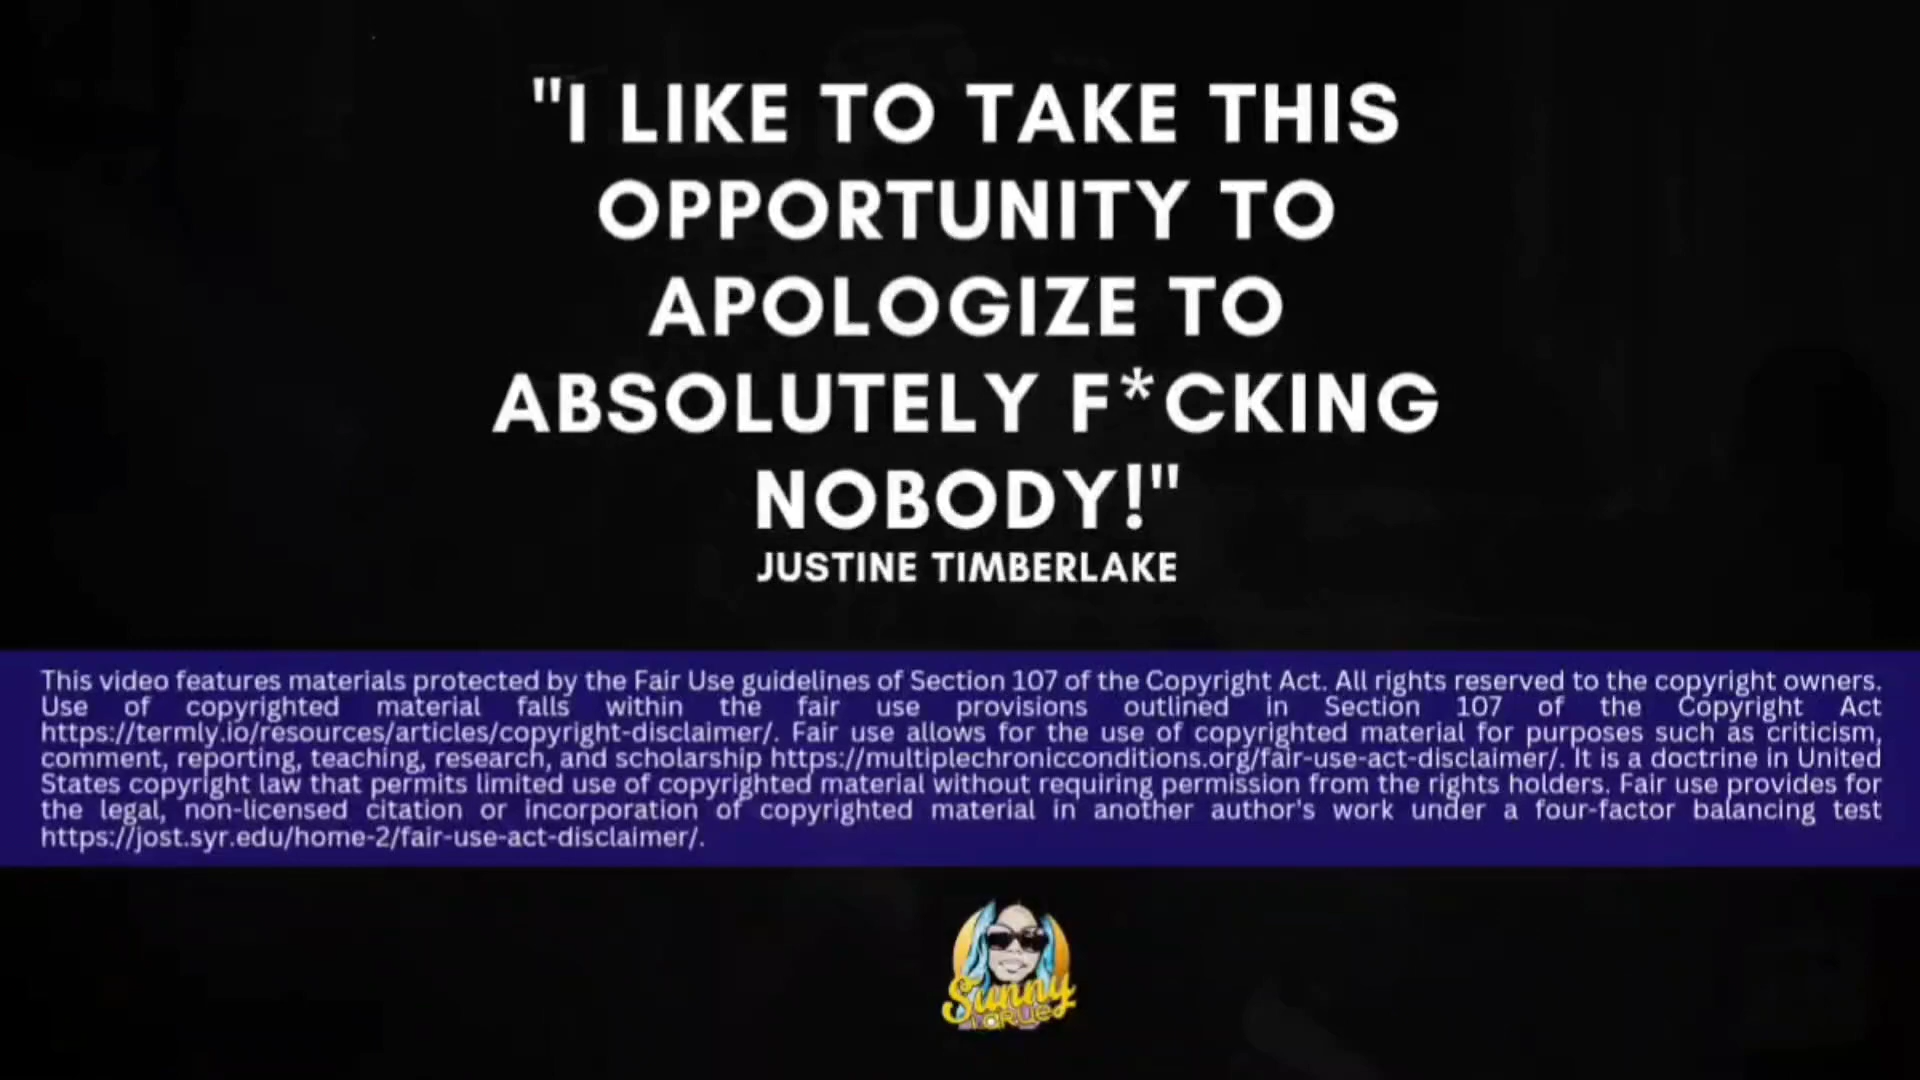 "I LIKE TO TAKE THIS
OPPORTUNITY TO
APOLOGIZE TO
ABSOLUTELY F*CKING
NOBODY!"
JUSTINE TIMBERLAKE
This video features materials protected by the Fair Use guidelines of Section 107 of the Copyright Act. All rights reserved to the copyright owners.
Use of copyrighted material falls within the fair use provisions outlined in Section 107 of the Copyright Act
https://termly.io/resources/articles/copyright-disclaimer/. Fair use allows for the use of copyrighted material for purposes such as criticism,
comment, reporting, teaching, research, and scholarship https://multiplechronicconditions.org/fair-use-act-disclaimer/. It is a doctrine in United
States copyright law that permits limited use of copyrighted material without requiring permission from the rights holders. Fair use provides for
the legal, non-licensed citation or incorporation of copyrighted material in another author's work under a four-factor balancing test
https://jost.syr.edu/home-2/fair-use-act-disclaimer/.
Sunny
LaRue